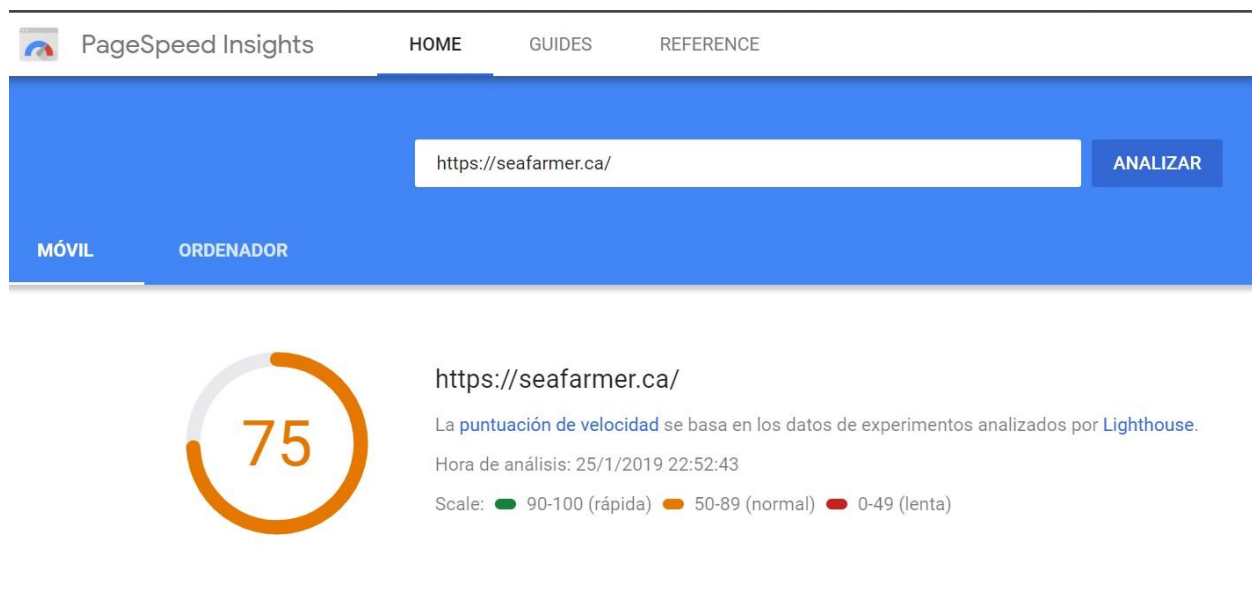 PageSpeed Insights HOME GUIDES REFERENCE
https://seafarmer.ca/ ANALIZAR
MÓVIL ORDENADOR
75
https://seafarmer.ca/
La puntuación de velocidad se basa en los datos de experimentos analizados por Lighthouse.
Hora de análisis: 25/1/2019 22:52:43
Scale: 90-100 (rápida) 50-89 (normal) 0-49 (lenta)